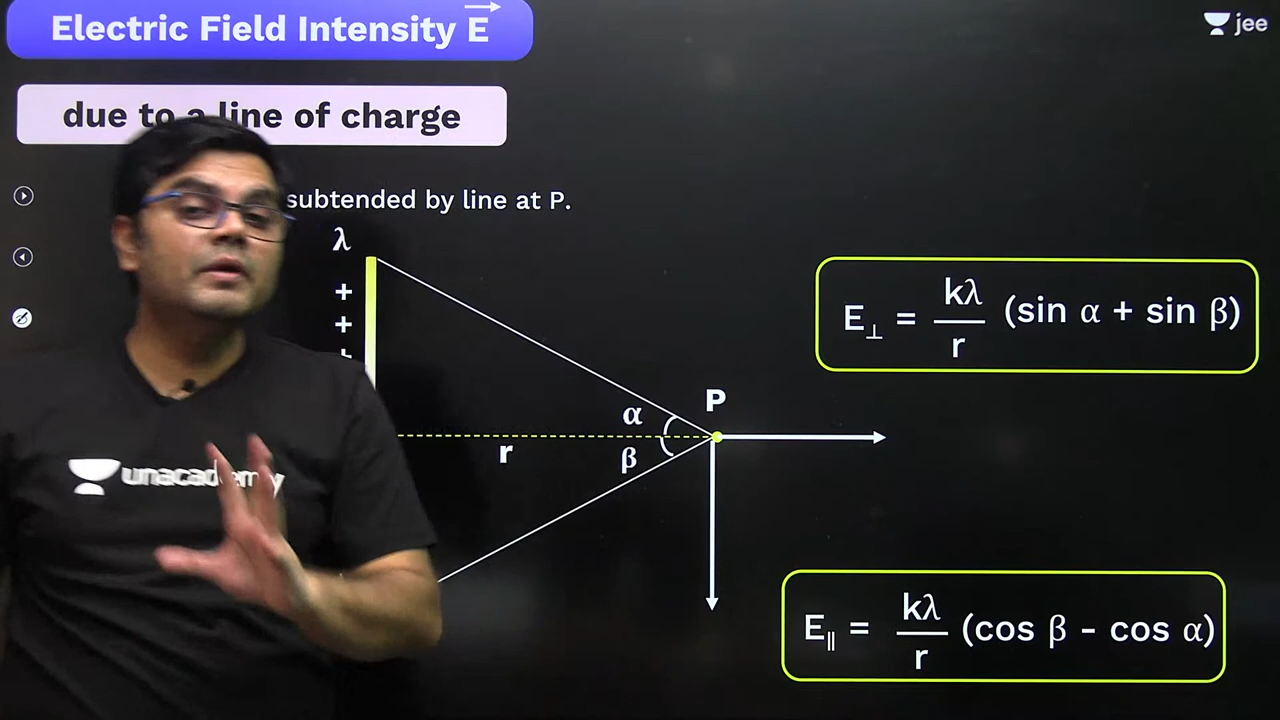 Electric Field Intensity E⃗
jee
due to a line of charge
subtended by line at P.
λ
+
+
E⊥ = kλ/r (sin α + sin β)
P
α
r
β
unacademy
E∥ = kλ/r (cos β - cos α)